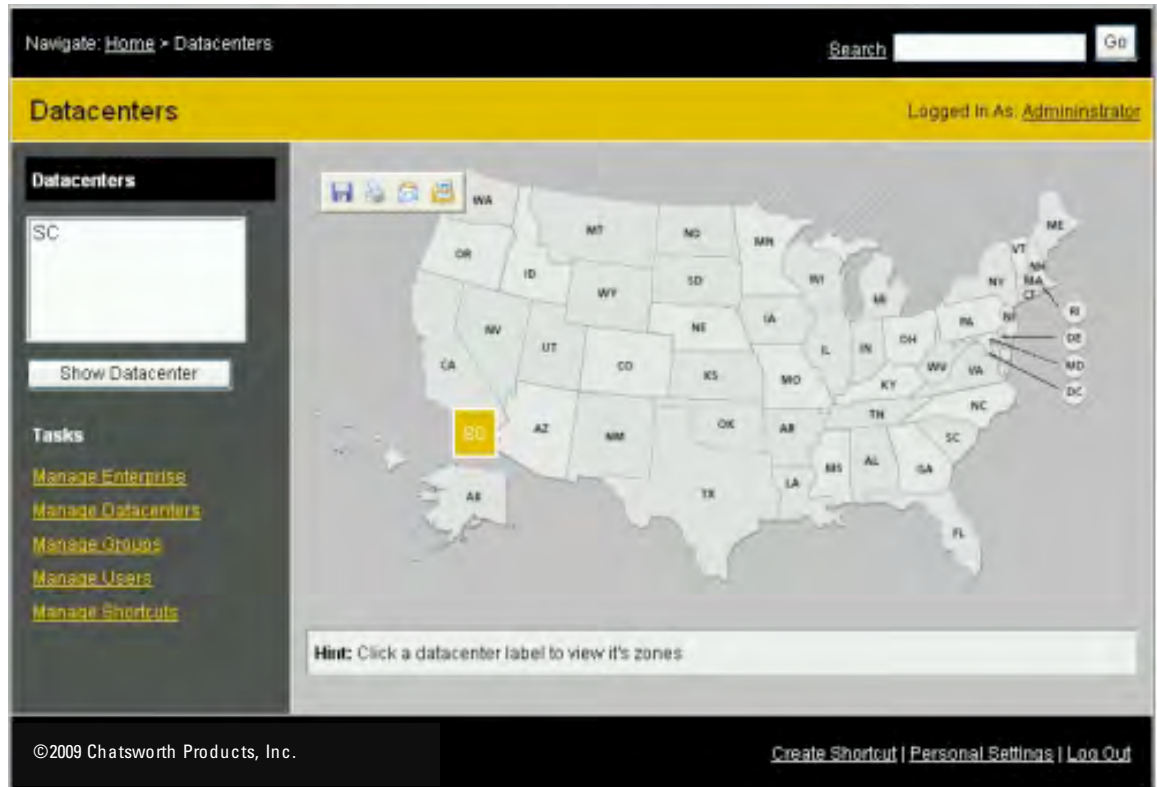 Navigate: Home > Datacenters
Search
Go
Datacenters
Logged In As: Admininstrator
Datacenters
SC
Show Datacenter
Tasks
Manage Enterprise
Manage Datacenters
Manage Groups
Manage Users
Manage Shortcuts
WA
MT
ND
MN
ME
VT
NH
OR
ID
SD
WI
NY
MA
CT
WY
MI
RI
NV
NE
IA
PA
NJ
OH
DE
UT
CO
IL
IN
CA
KS
MO
WV
VA
MD
KY
DC
SC
AZ
NM
OK
AR
TN
NC
SC
MS
AL
GA
AK
TX
LA
FL
Hint: Click a datacenter label to view it's zones
©2009 Chatsworth Products, Inc.
Create Shortcut | Personal Settings | Log Out